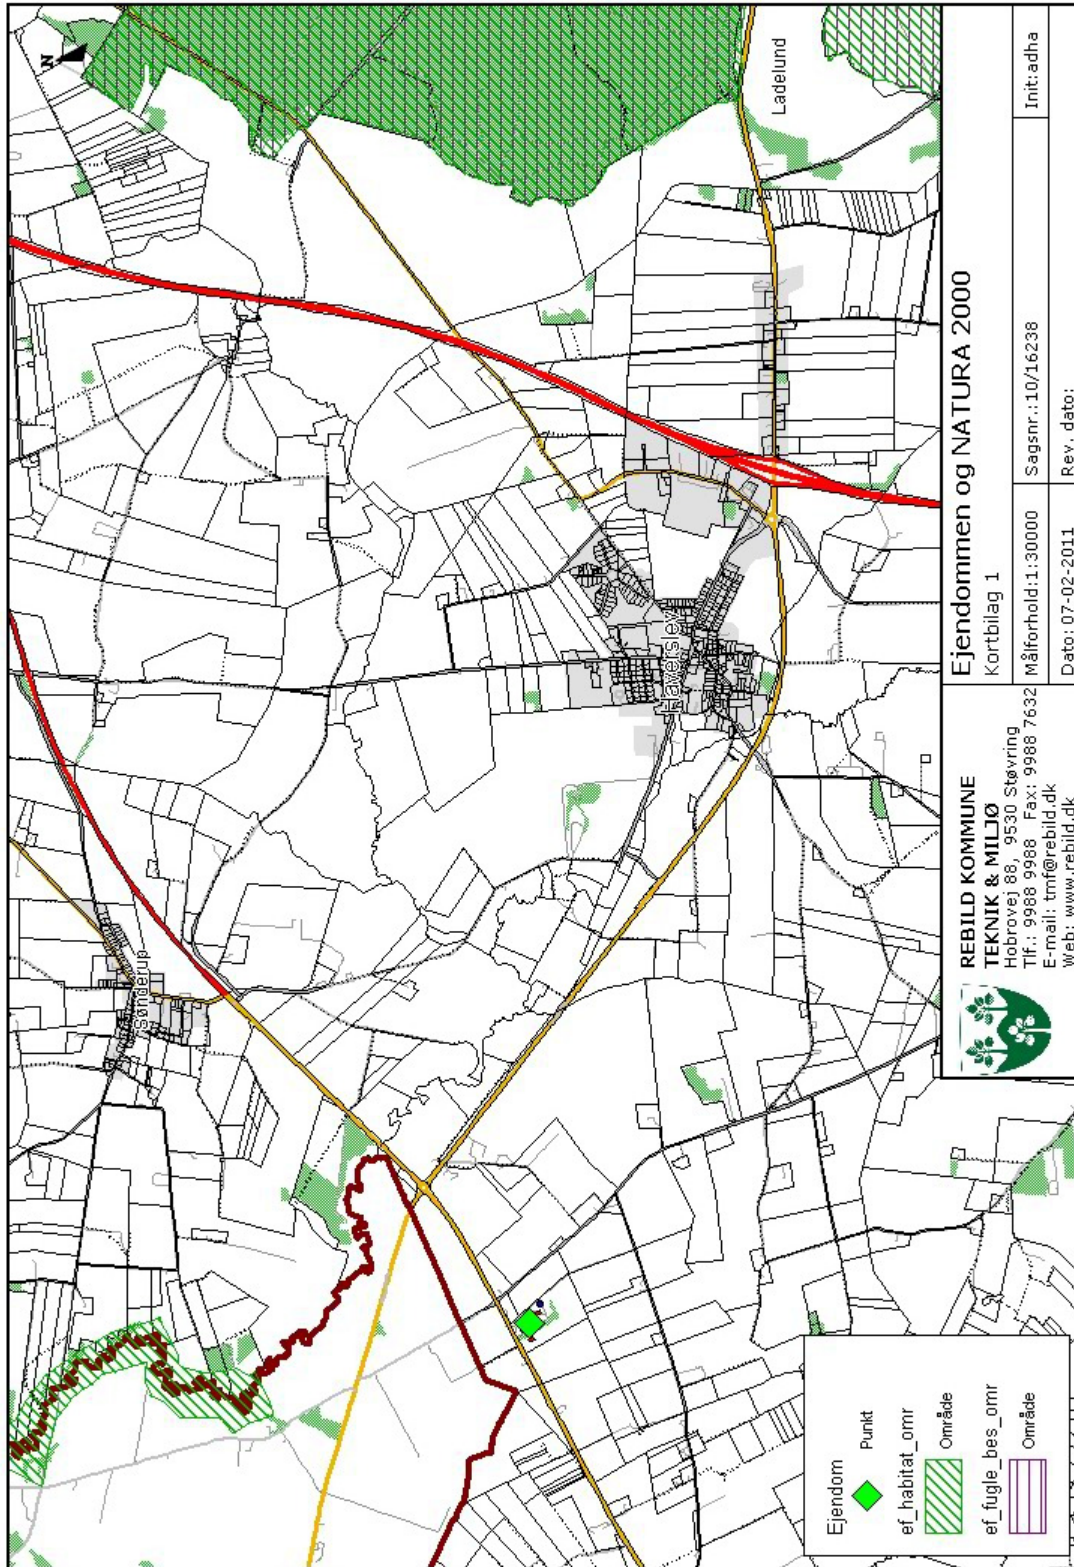 N
Ladelund
Sønderup
Haverslev
Ejendom
Punkt
ef_habitat_omr
Område
ef_fugle_bes_omr
Område
REBILD KOMMUNE
TEKNIK & MILJØ
Hobrovej 88, 9530 Støvring
Tlf.: 9988 9988 Fax: 9988 7632
E-mail: tmf@rebild.dk
Web: www.rebild.dk
Ejendommen og NATURA 2000
Kortbilag 1
Målforhold:1:30000
Sagsnr.:10/16238
Init:adha
Dato: 07-02-2011
Rev. dato: